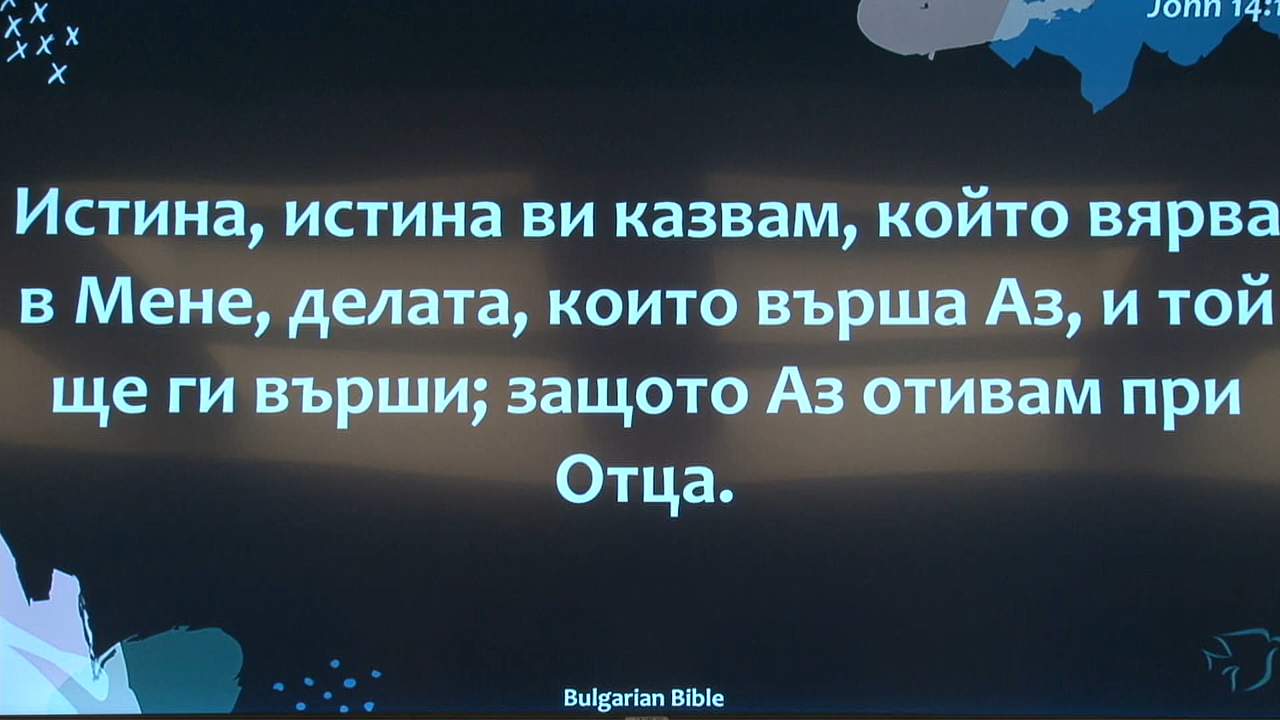 John 14:1
Истина, истина ви казвам, който вярва
в Мене, делата, които върша Аз, и той
ще ги върши; защото Аз отивам при
Отца.
Bulgarian Bible